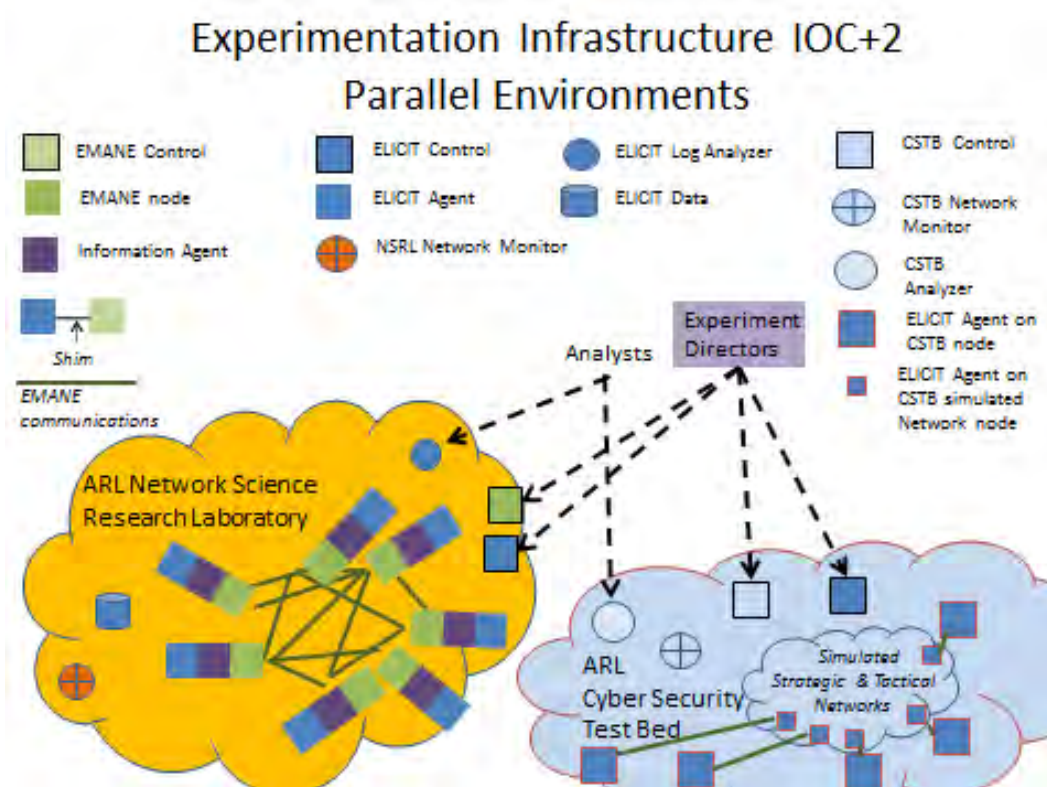 Experimentation Infrastructure IOC+2
Parallel Environments
EMANE Control
EMANE node
Information Agent
Shim
EMANE
communications
ELICIT Control
ELICIT Agent
NSRL Network Monitor
ELICIT Log Analyzer
ELICIT Data
CSTB Control
CSTB Network
Monitor
CSTB
Analyzer
ELICIT Agent on
CSTB node
ELICIT Agent on
CSTB simulated
Network node
Analysts
Experiment
Directors
ARL Network Science
Research Laboratory
ARL
Cyber Security
Test Bed
Simulated
Strategic & Tactical
Networks